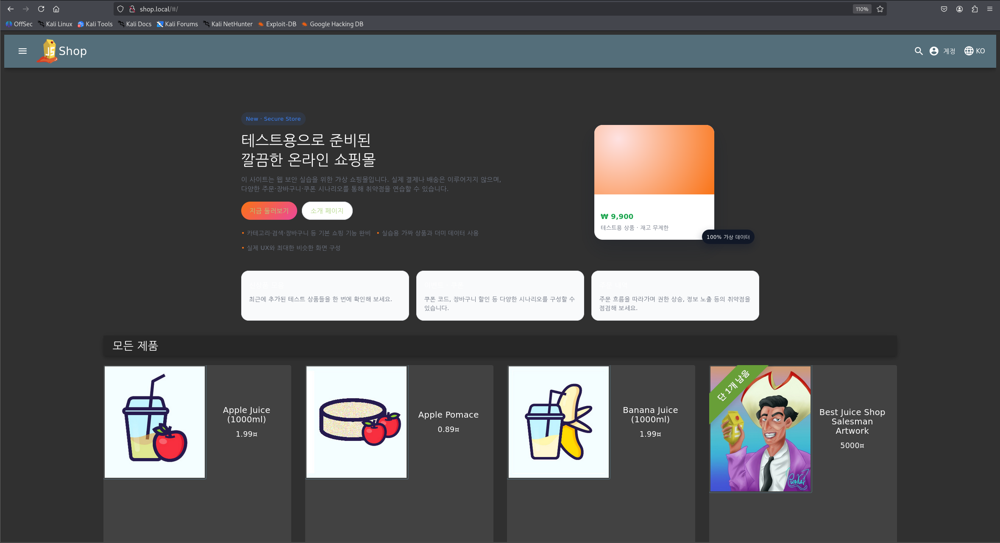 shop.local/#/
110%
OffSec
Kali Linux
Kali Tools
Kali Docs
Kali Forums
Kali NetHunter
Exploit-DB
Google Hacking DB
JS
Shop
계정
KO
New · Secure Store
테스트용으로 준비된
깔끔한 온라인 쇼핑몰
이 사이트는 웹 보안 실습을 위한 가상 쇼핑몰입니다. 실제 결제나 배송은 이루어지지 않으며,
다양한 주문·장바구니·쿠폰 시나리오를 통해 취약점을 연습할 수 있습니다.
지금 둘러보기
소개 페이지
• 카테고리·검색·장바구니 등 기본 쇼핑 기능 완비
• 실습용 가짜 상품과 더미 데이터 사용
• 실제 UX와 최대한 비슷한 화면 구성
₩ 9,900
테스트용 상품 · 재고 무제한
100% 가상 데이터
최근에 추가된 테스트 상품들을 한 번에 확인해 보세요.
쿠폰 코드, 장바구니 할인 등 다양한 시나리오를 구성할 수
있습니다.
주문 흐름을 따라가며 권한 상승, 정보 노출 등의 취약점을
점검해 보세요.
모든 제품
Apple Juice
(1000ml)
1.99¤
Apple Pomace
0.89¤
Banana Juice
(1000ml)
1.99¤
단 1개 남음
Best Juice Shop
Salesman
Artwork
5000¤